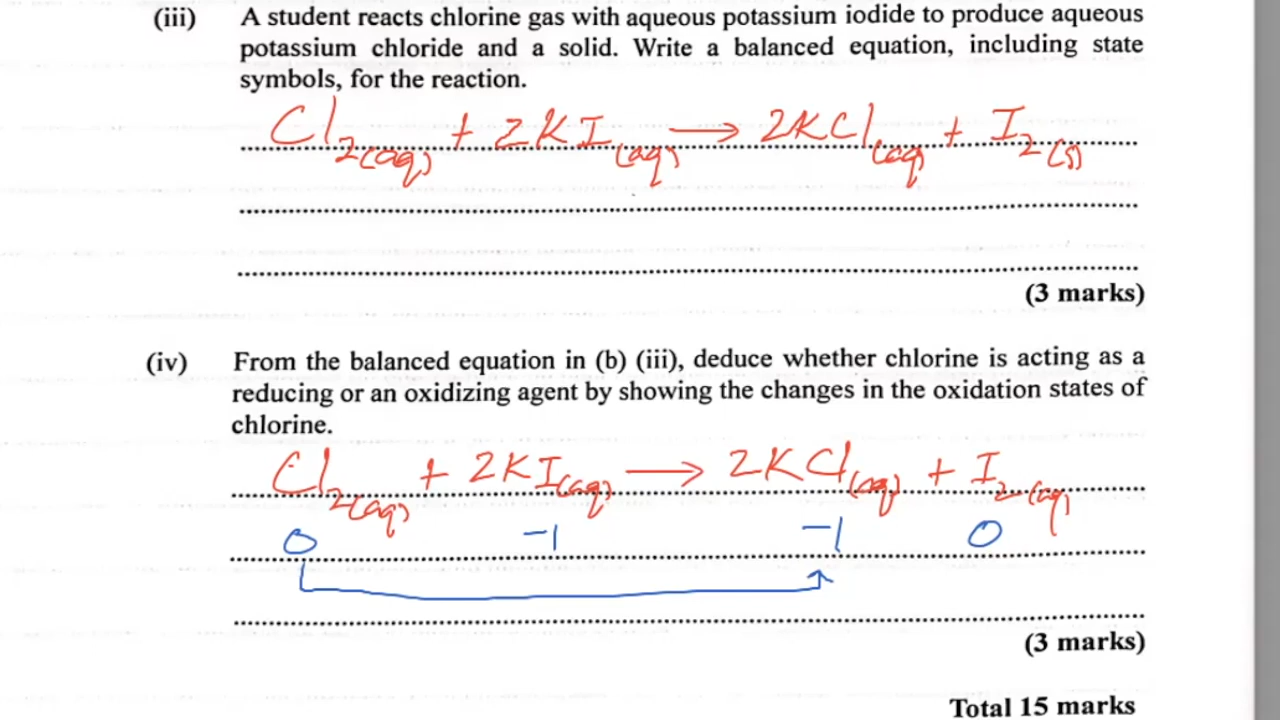 (iii) A student reacts chlorine gas with aqueous potassium iodide to produce aqueous
potassium chloride and a solid. Write a balanced equation, including state
symbols, for the reaction.
Cl2(aq) + 2KI(aq) → 2KCl(aq + I2(s)
(3 marks)
(iv) From the balanced equation in (b) (iii), deduce whether chlorine is acting as a
reducing or an oxidizing agent by showing the changes in the oxidation states of
chlorine.
Cl2(aq) + 2KI(aq) → 2KCl(aq) + I2(aq)
0 -1 -1 0
(3 marks)
Total 15 marks